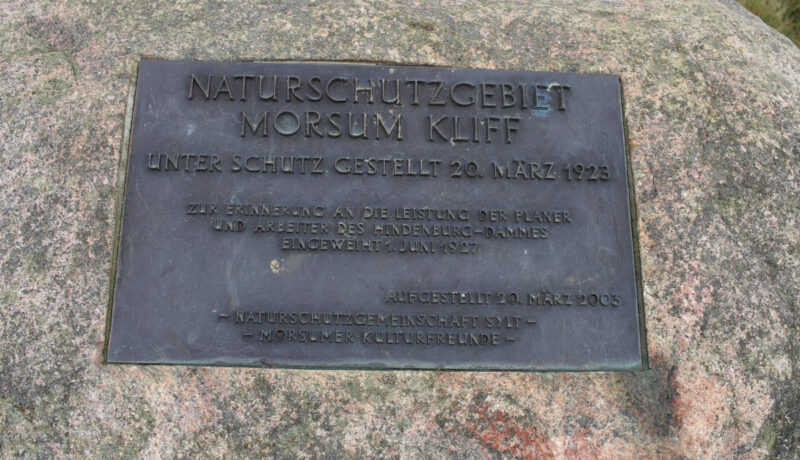 NATURSCHUTZGEBIET
MORSUM KLIFF
UNTER SCHUTZ GESTELLT 20. MÄRZ 1923
ZUR ERINNERUNG AN DIE LEISTUNG DER PLANER
UND ARBEITER DES HINDENBURG-DAMMES
EINGEWEIHT 1. JUNI 1927
AUFGESTELLT 20. MÄRZ 2003
- NATURSCHUTZGEMEINSCHAFT SYLT -
- MORSUMER KULTURFREUNDE -